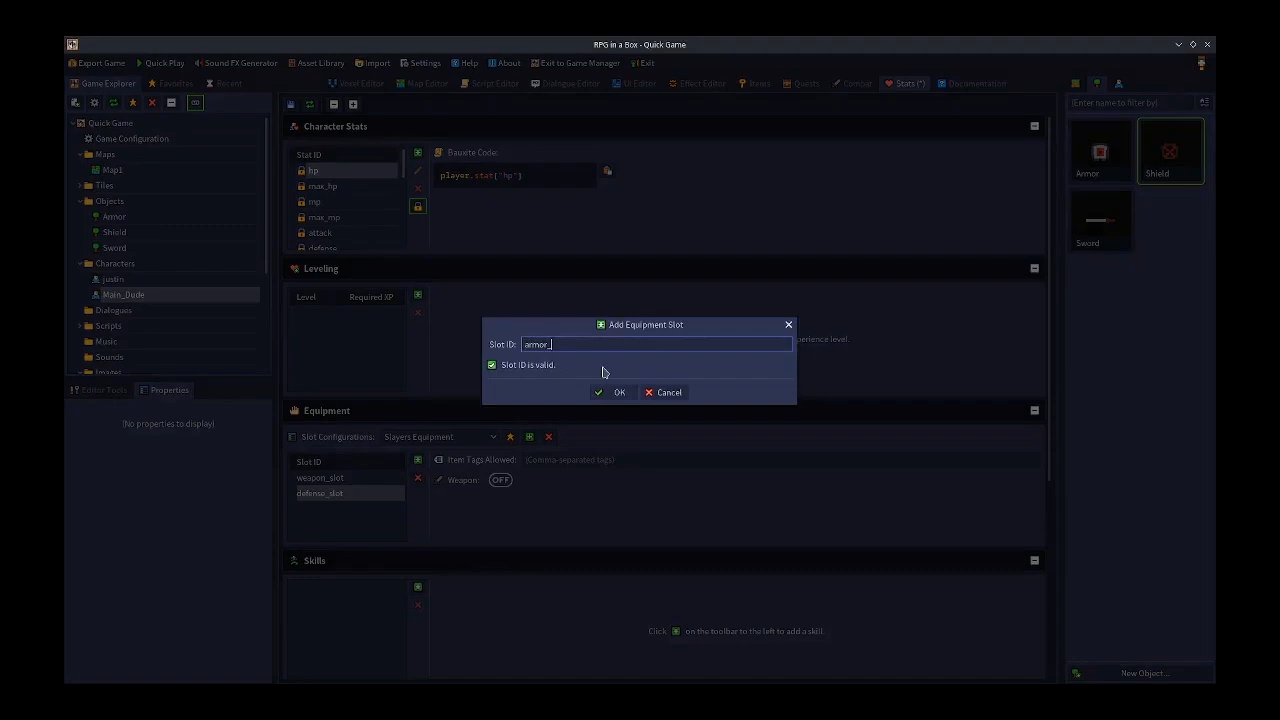 RPG in a Box - Quick Game
Export Game Quick Play Sound FX Generator Asset Library Import Settings Help About Exit to Game Manager Exit
Game Explorer Favorites Recent Voxel Editor Map Editor Script Editor Dialogue Editor UI Editor Effect Editor Items Quests Combat Stats (*) Documentation
(Enter name to filter by)
Quick Game
Game Configuration
Maps
Map1
Tiles
Objects
Armor
Shield
Sword
Characters
justin
Main_Dude
Dialogues
Scripts
Music
Sounds
Images
Editor Tools Properties
(No properties to display)
Character Stats
Stat ID
hp
max_hp
mp
max_mp
attack
defense
Bauxite Code:
player.stat["hp"]
Leveling
Level Required XP
perience level.
Add Equipment Slot
Slot ID: armor_
Slot ID is valid.
OK Cancel
Equipment
Slot Configurations: Slayers Equipment
Slot ID
weapon_slot
defense_slot
Item Tags Allowed: (Comma-separated tags)
Weapon: OFF
Skills
Click on the toolbar to the left to add a skill.
Armor
Shield
Sword
New Object...